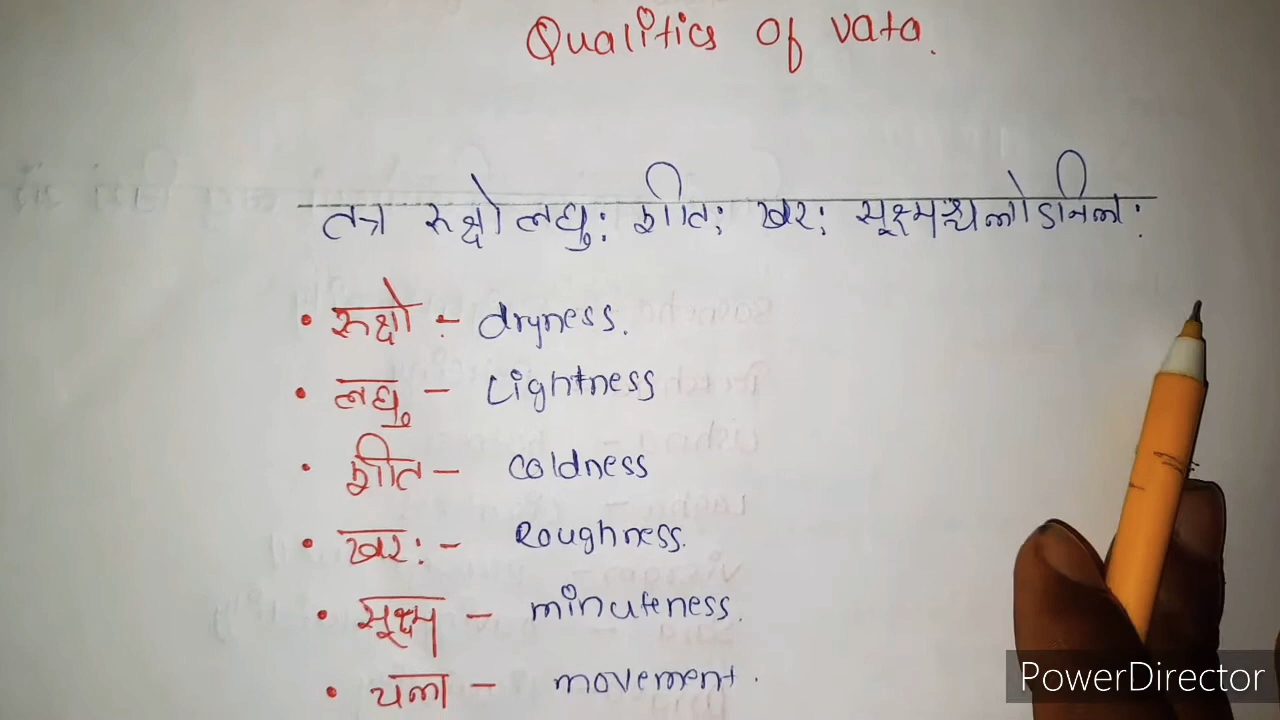 Qualities of vata.
तत्र रुक्षो लघु: शीत: खर: सूक्ष्मश्चलोऽनिल:
• रुक्षो :- dryness.
• लघु - Lightness
• शीत - coldness
• खर: - Roughness.
• सूक्ष्म - minuteness.
• चल - movement.
PowerDirector